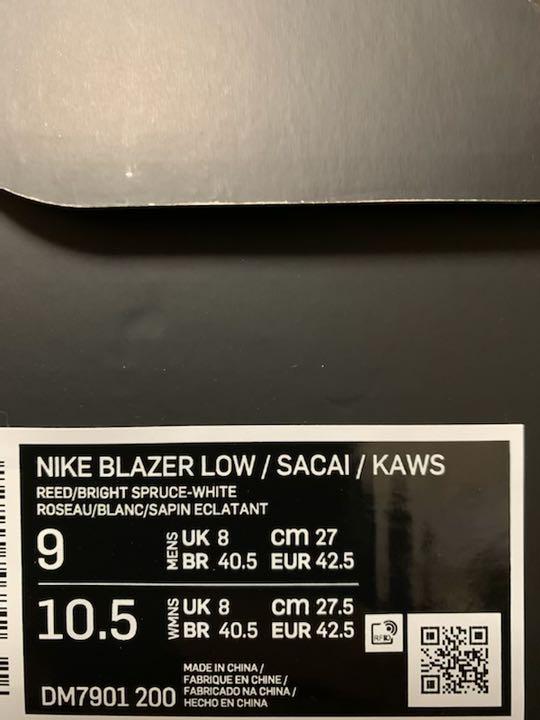 NIKE BLAZER LOW / SACAI / KAWS
REED/BRIGHT SPRUCE-WHITE
ROSEAU/BLANC/SAPIN ECLATANT
9 MENS UK 8 cm 27
BR 40.5 EUR 42.5
10.5 WMNS UK 8 cm 27.5
BR 40.5 EUR 42.5
RFID
MADE IN CHINA /
FABRIQUE EN CHINE /
FABRICADO NA CHINA /
DM7901 200 HECHO EN CHINA